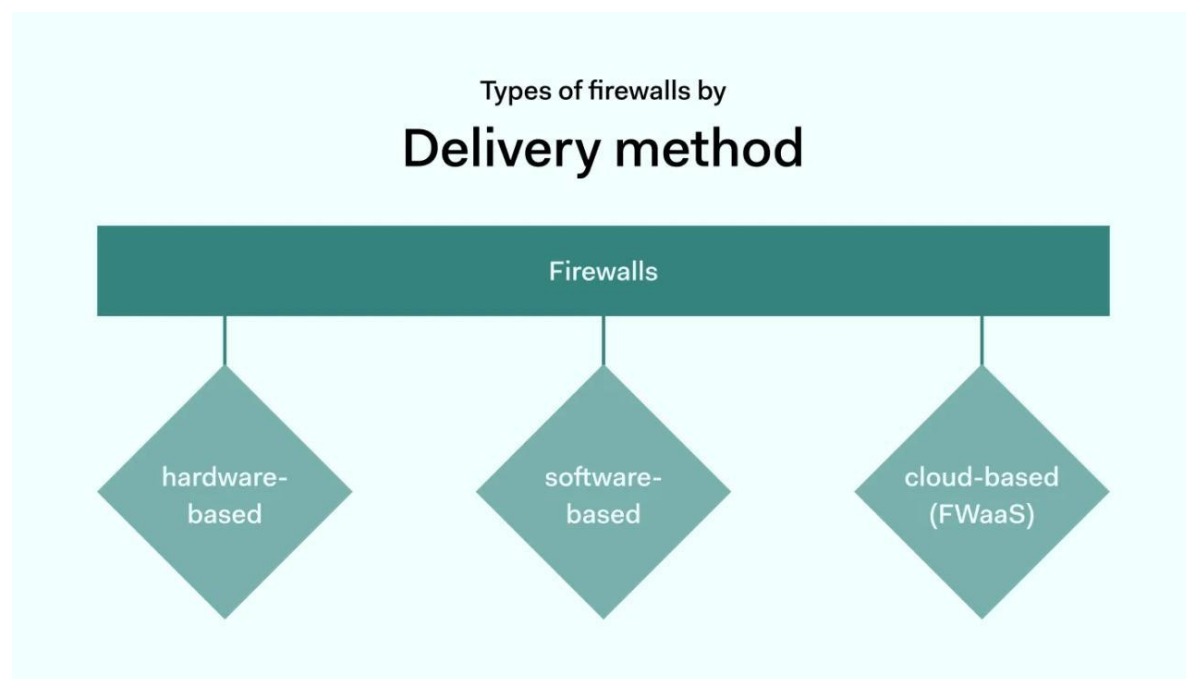 Types of firewalls by
Delivery method
Firewalls
hardware-
based
software-
based
cloud-based
(FWaaS)